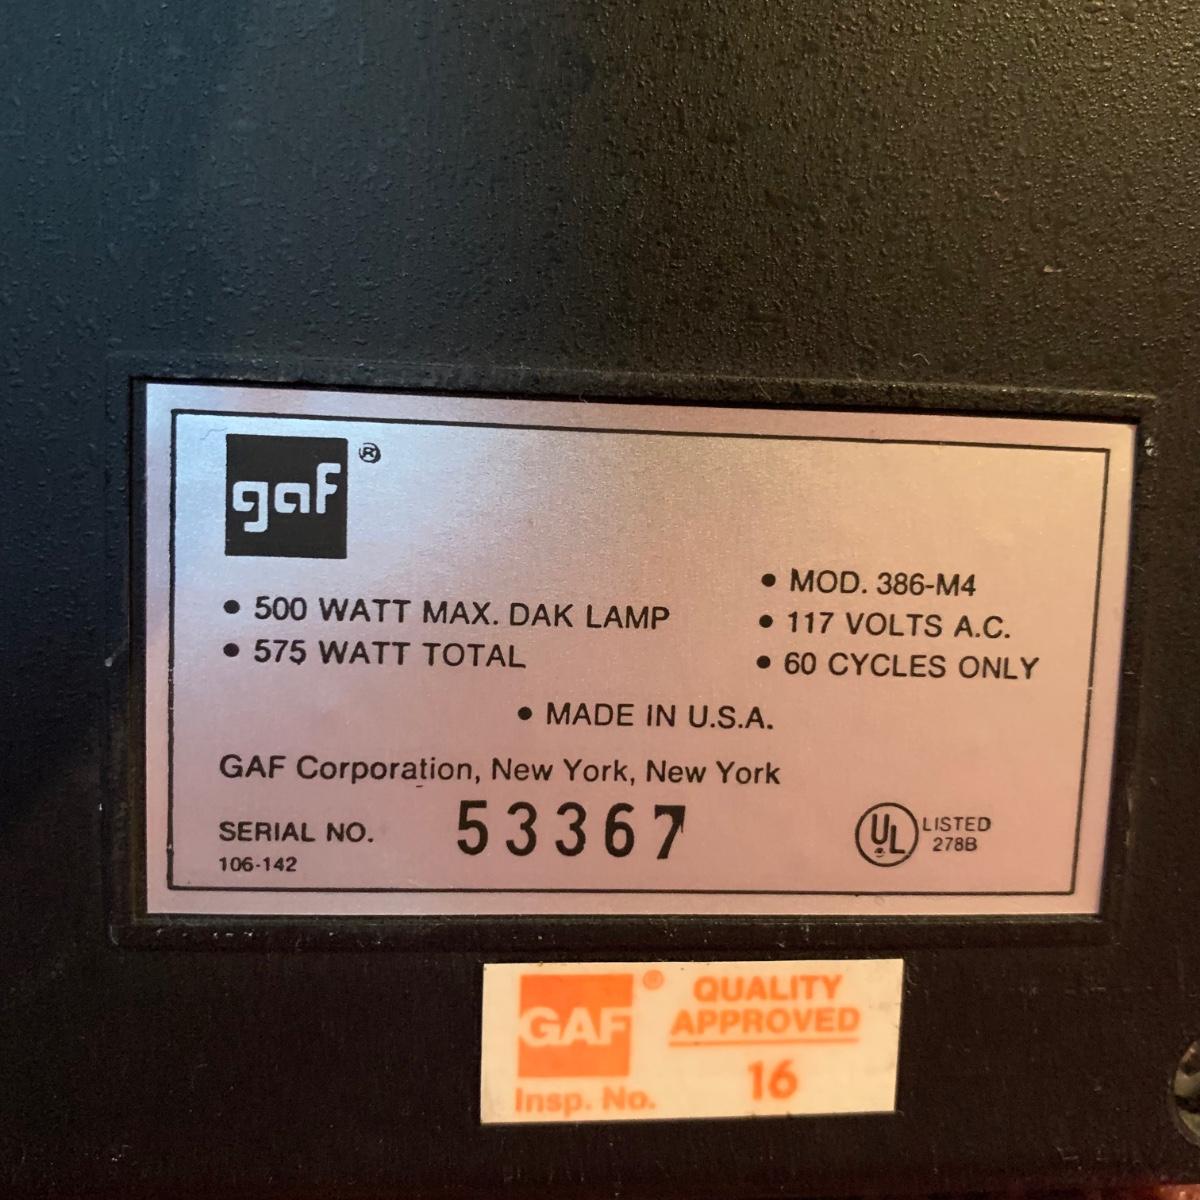 gaf ®
• 500 WATT MAX. DAK LAMP
• 575 WATT TOTAL
• MOD. 386-M4
• 117 VOLTS A.C.
• 60 CYCLES ONLY
• MADE IN U.S.A.
GAF Corporation, New York, New York
SERIAL NO. 53367
106-142
UL LISTED
278B
GAF ®
Insp. No.
QUALITY
APPROVED
16